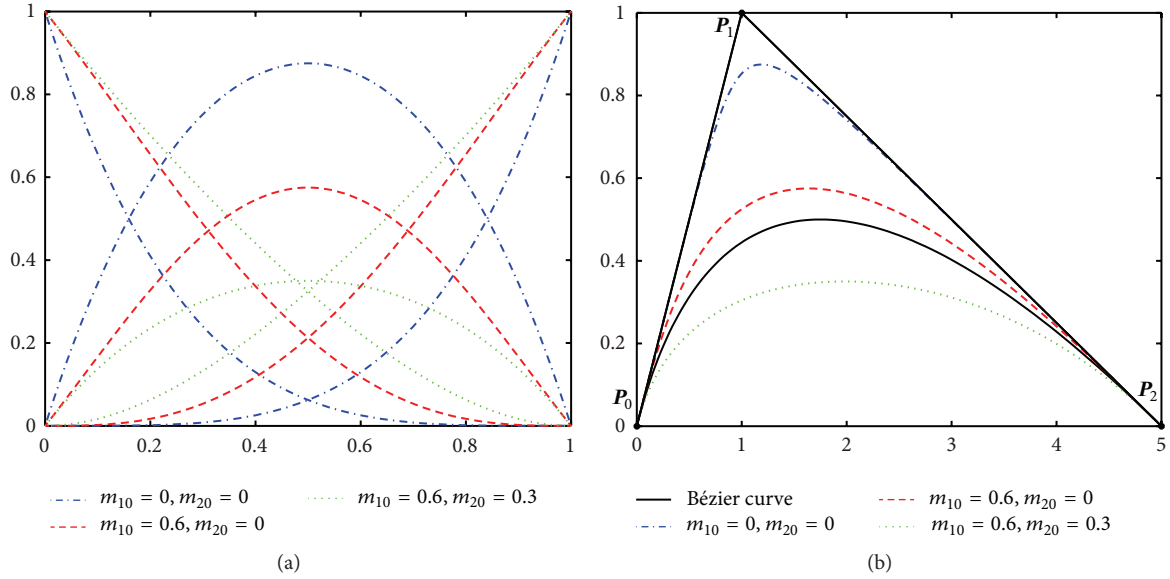 1
0.8
0.6
0.4
0.2
0
0 0.2 0.4 0.6 0.8 1
m₁₀ = 0, m₂₀ = 0
m₁₀ = 0.6, m₂₀ = 0
m₁₀ = 0.6, m₂₀ = 0.3
(a)
1
0.8
0.6
0.4
0.2
0
P₁
P₀
P₂
0 1 2 3 4 5
Bézier curve
m₁₀ = 0, m₂₀ = 0
m₁₀ = 0.6, m₂₀ = 0
m₁₀ = 0.6, m₂₀ = 0.3
(b)